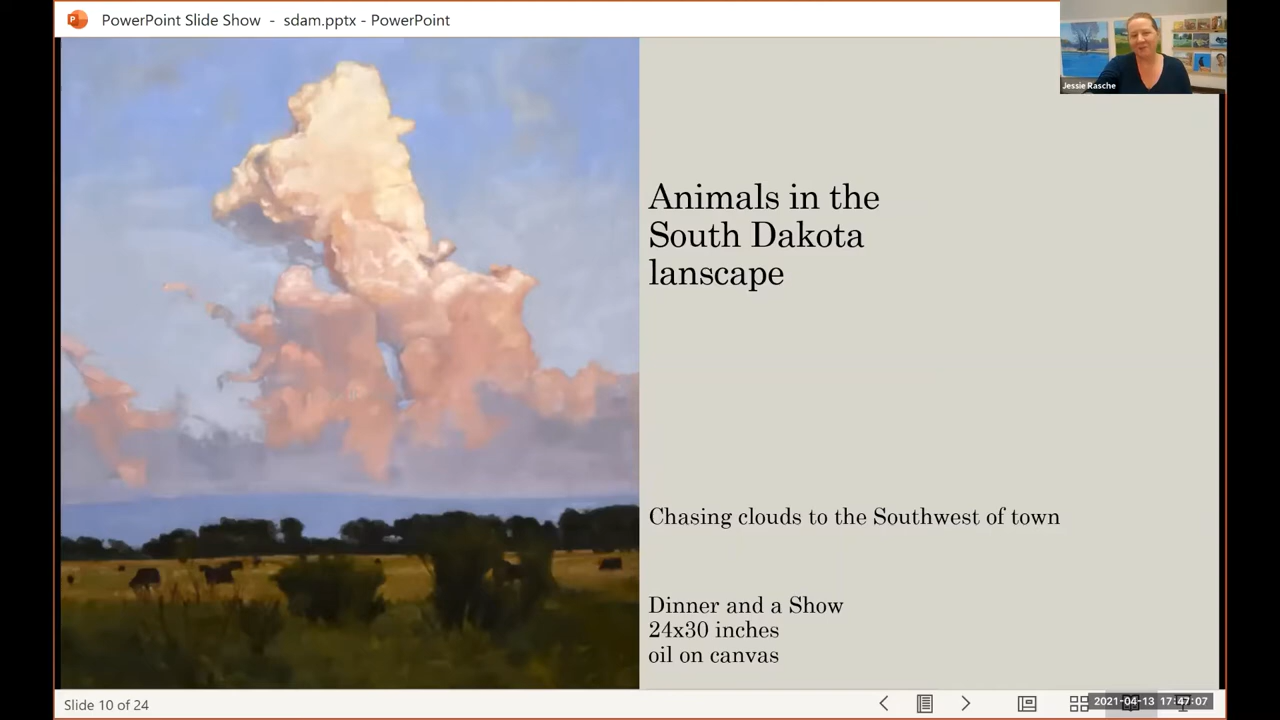 PowerPoint Slide Show - sdam.pptx - PowerPoint
Jessie Rasche
Animals in the
South Dakota
lanscape
Chasing clouds to the Southwest of town
Dinner and a Show
24x30 inches
oil on canvas
Slide 10 of 24
2021-04-13 17:47:07